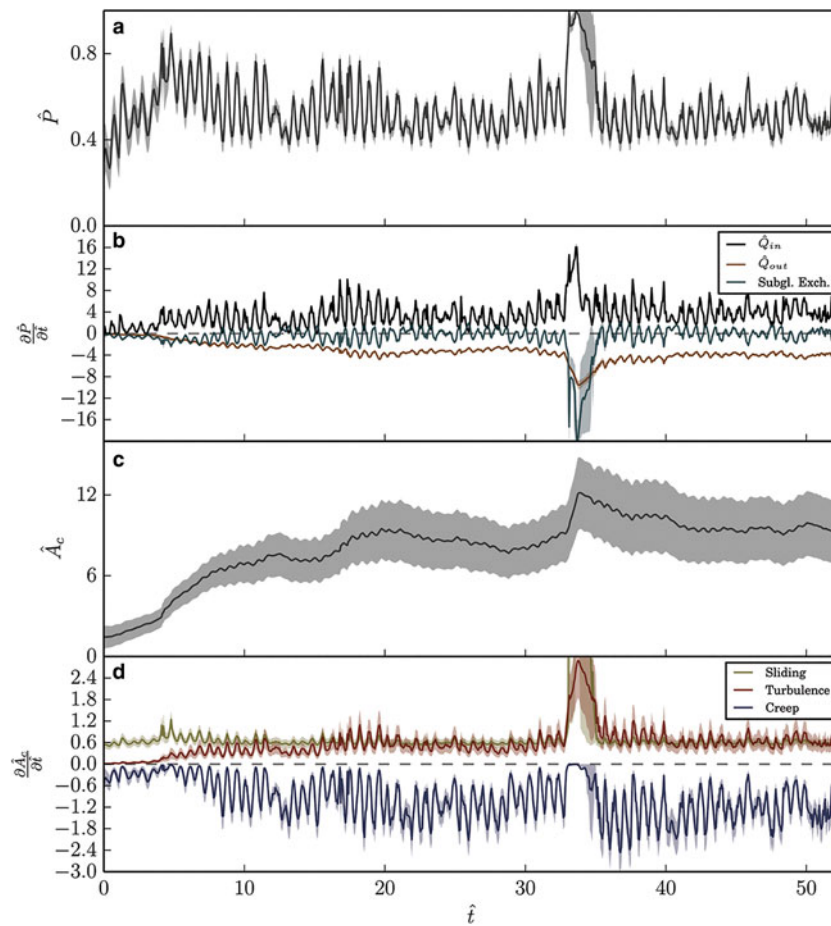 a
0.8
0.4
0.0
P̂
b
16
12
8
4
0
−4
−8
−12
−16
∂P̂/∂t̂
Q̂in
Q̂out
Subgl. Exch.
c
12
6
0
Âc
d
2.4
1.8
1.2
0.6
0.0
−0.6
−1.2
−1.8
−2.4
−3.0
∂Âc/∂t̂
Sliding
Turbulence
Creep
0 10 20 30 40 50
t̂